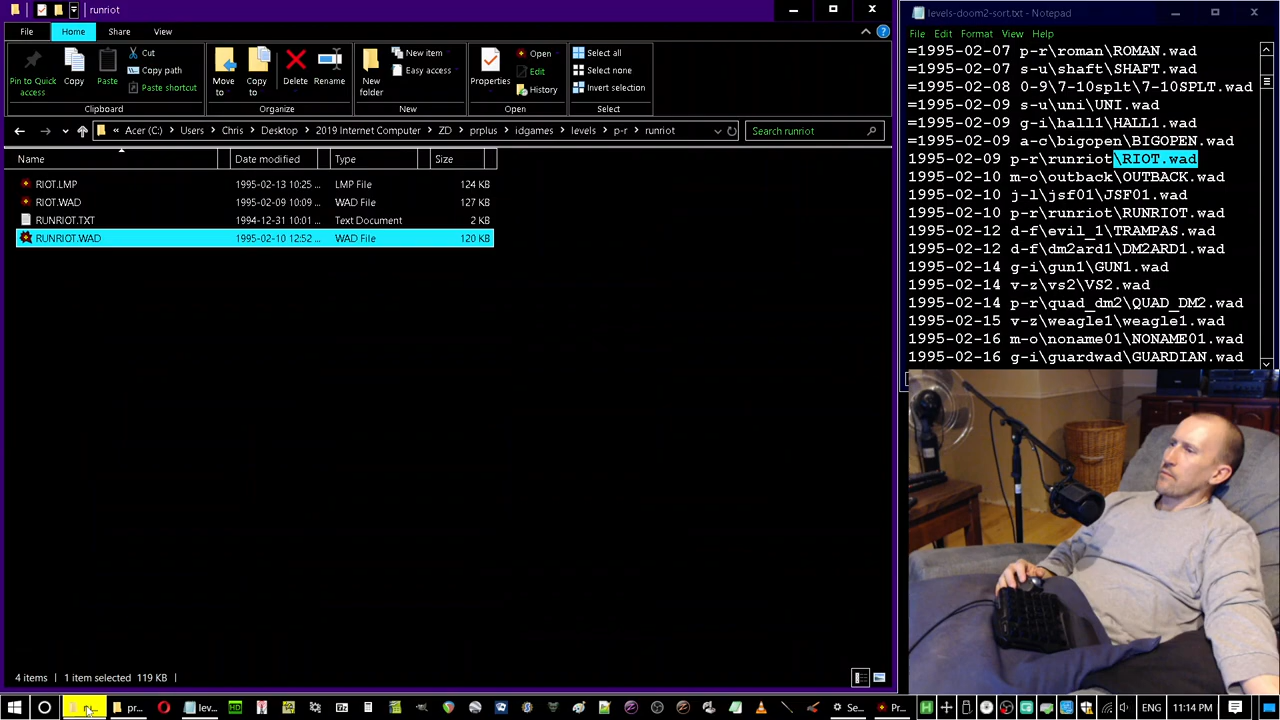 runriot
File Home Share View
Pin to Quick access
Copy
Paste
Cut
Copy path
Paste shortcut
Clipboard
Move to
Copy to
Delete
Rename
Organize
New folder
New item
Easy access
New
Properties
Open
Edit
History
Open
Select all
Select none
Invert selection
Select
« Acer (C:) › Users › Chris › Desktop › 2019 Internet Computer › ZD › prplus › idgames › levels › p-r › runriot
Search runriot
Name Date modified Type Size
RIOT.LMP 1995-02-13 10:25 ... LMP File 124 KB
RIOT.WAD 1995-02-09 10:09 ... WAD File 127 KB
RUNRIOT.TXT 1994-12-31 10:01 ... Text Document 2 KB
RUNRIOT.WAD 1995-02-10 12:52 ... WAD File 120 KB
4 items 1 item selected 119 KB
levels-doom2-sort.txt - Notepad
File Edit Format View Help
=1995-02-07 p-r\roman\ROMAN.wad
=1995-02-07 s-u\shaft\SHAFT.wad
=1995-02-08 0-9\7-10splt\7-10SPLT.wad
=1995-02-09 s-u\uni\UNI.wad
=1995-02-09 g-i\hall1\HALL1.wad
=1995-02-09 a-c\bigopen\BIGOPEN.wad
1995-02-09 p-r\runriot\RIOT.wad
1995-02-10 m-o\outback\OUTBACK.wad
1995-02-10 j-l\jsf01\JSF01.wad
1995-02-10 p-r\runriot\RUNRIOT.wad
1995-02-12 d-f\evil_1\TRAMPAS.wad
1995-02-12 d-f\dm2ard1\DM2ARD1.wad
1995-02-14 g-i\gun1\GUN1.wad
1995-02-14 v-z\vs2\VS2.wad
1995-02-14 p-r\quad_dm2\QUAD_DM2.wad
1995-02-15 v-z\weagle1\weagle1.wad
1995-02-16 m-o\noname01\NONAME01.wad
1995-02-16 g-i\guardwad\GUARDIAN.wad
pr...
lev...
HD
Se...
Pr...
ENG 11:14 PM